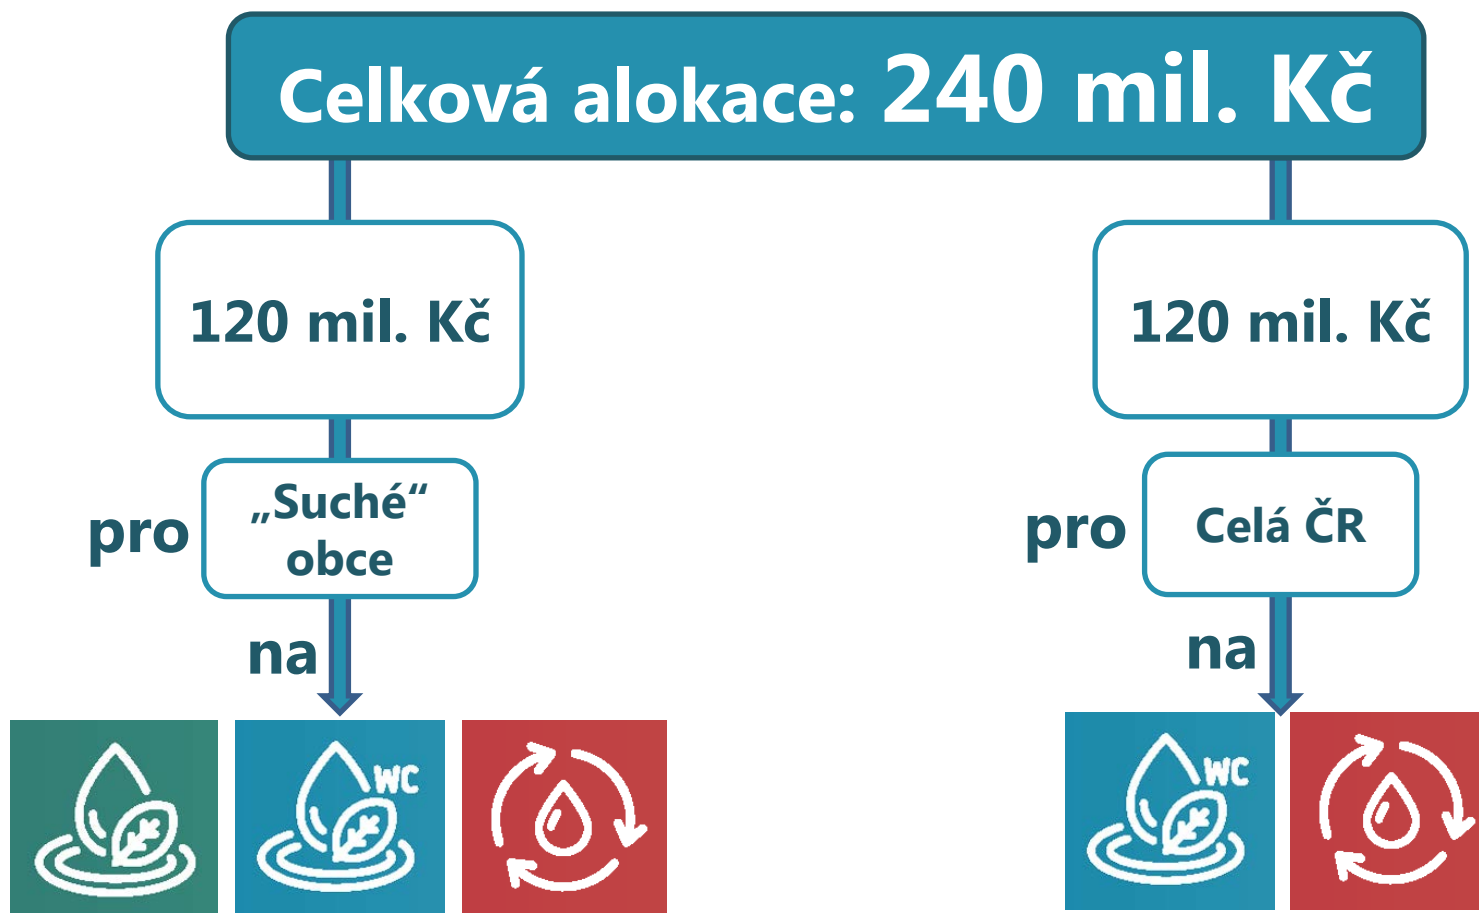 Celková alokace: 240 mil. Kč
120 mil. Kč
120 mil. Kč
pro
„Suché“
obce
pro
Celá ČR
na
na
WC
WC